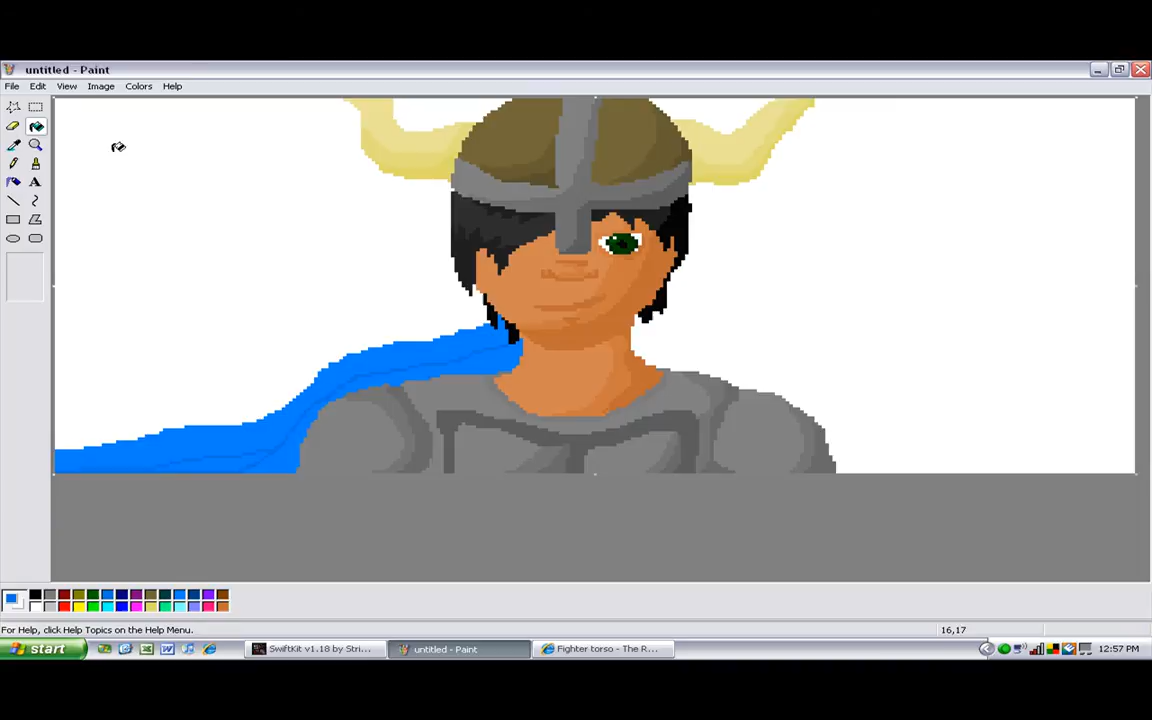 untitled - Paint
File Edit View Image Colors Help
A
For Help, click Help Topics on the Help Menu.
16,17
start
SwiftKit v1.18 by Stri...
untitled - Paint
Fighter torso - The R...
12:57 PM